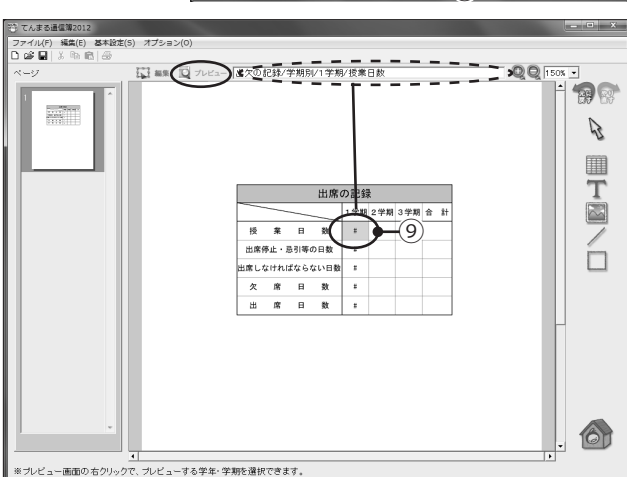 てんまる通信簿2012
ファイル(F) 編集(E) 基本設定(S) オプション(O)
ページ
編集 プレビュー 欠の記録/学期別/1学期/授業日数 150%
1
出席の記録
1学期 2学期 3学期 合 計
授 業 日 数 # ⑨
出席停止・忌引等の日数 #
出席しなければならない日数 #
欠 席 日 数 #
出 席 日 数 #
T
※プレビュー画面の右クリックで、プレビューする学年・学期を選択できます。